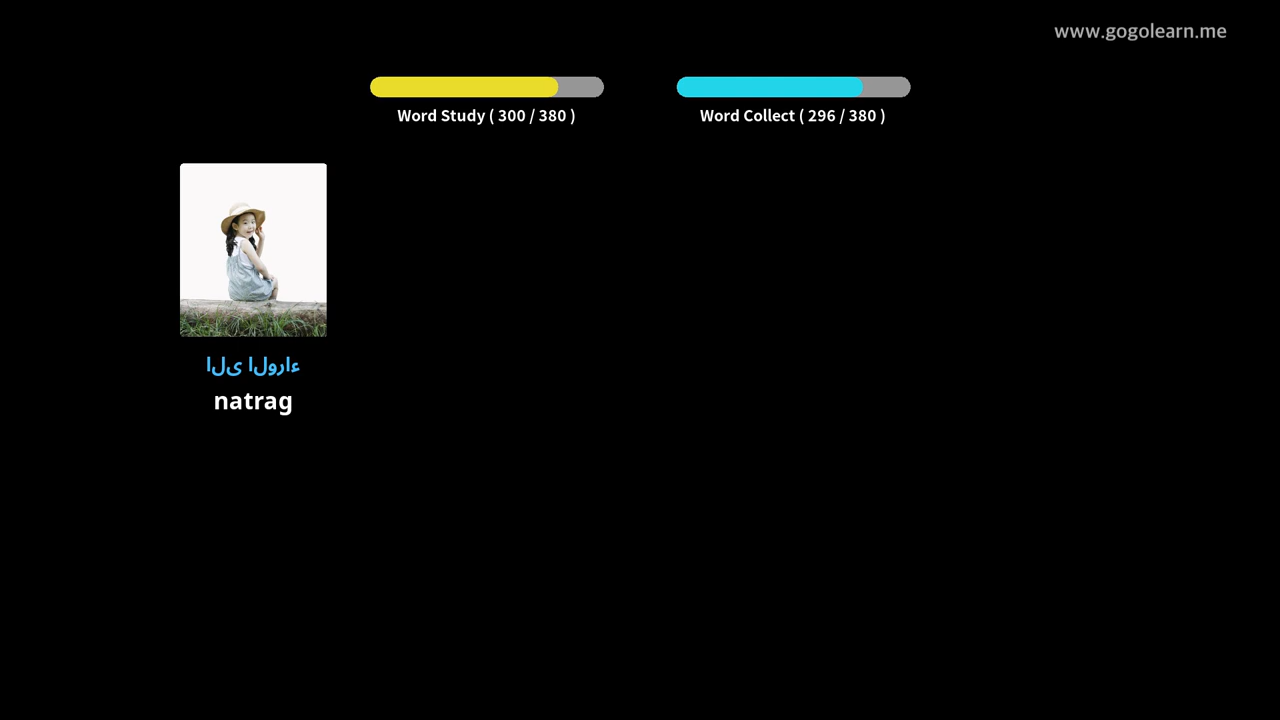 www.gogolearn.me
Word Study ( 300 / 380 )
Word Collect ( 296 / 380 )
الى الوراء
natrag